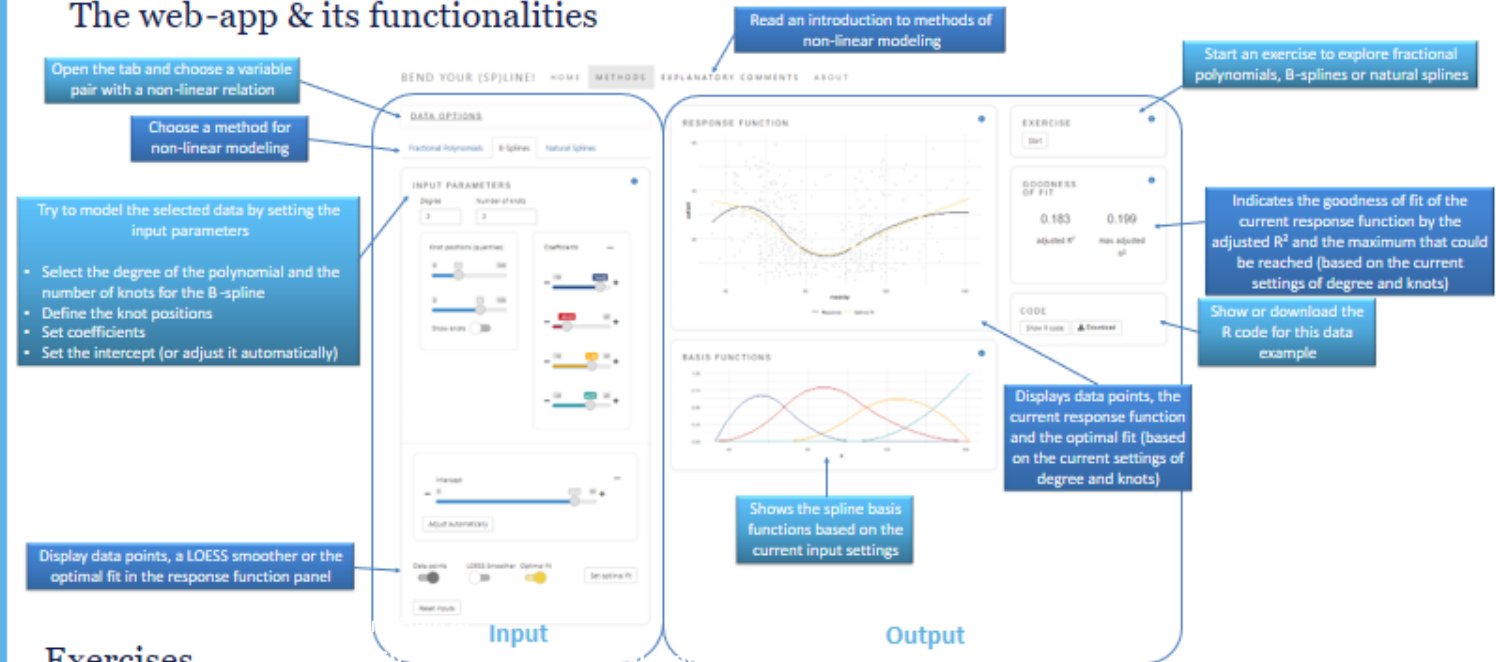 The web-app & its functionalities
Read an introduction to methods of
non-linear modeling
Open the tab and choose a variable
pair with a non-linear relation
Start an exercise to explore fractional
polynomials, B-splines or natural splines
BEND YOUR (SP)LINE! HOME METHODS EXPLANATORY COMMENTS ABOUT
Choose a method for
non-linear modeling
DATA OPTIONS
Fractional Polynomials B-Splines Natural Splines
INPUT PARAMETERS
Degree Number of knots
2 2
Knot positions (quantiles)
Coefficients
Show knots
Try to model the selected data by setting the
input parameters
• Select the degree of the polynomial and the
number of knots for the B-spline
• Define the knot positions
• Set coefficients
• Set the intercept (or adjust it automatically)
Intercept
Adjust automatically
Display data points, a LOESS smoother or the
optimal fit in the response function panel
Data points LOESS Smoother Optimal fit
Set optimal fit
Reset inputs
Input
RESPONSE FUNCTION
Response Optimal fit
BASIS FUNCTIONS
Shows the spline basis
functions based on the
current input settings
Displays data points, the
current response function
and the optimal fit (based
on the current settings of
degree and knots)
EXERCISE
Start
GOODNESS
OF FIT
0.183 0.199
adjusted R² max adjusted
R²
Indicates the goodness of fit of the
current response function by the
adjusted R² and the maximum that could
be reached (based on the current
settings of degree and knots)
CODE
Show R code Download
Show or download the
R code for this data
example
Output
Exercises